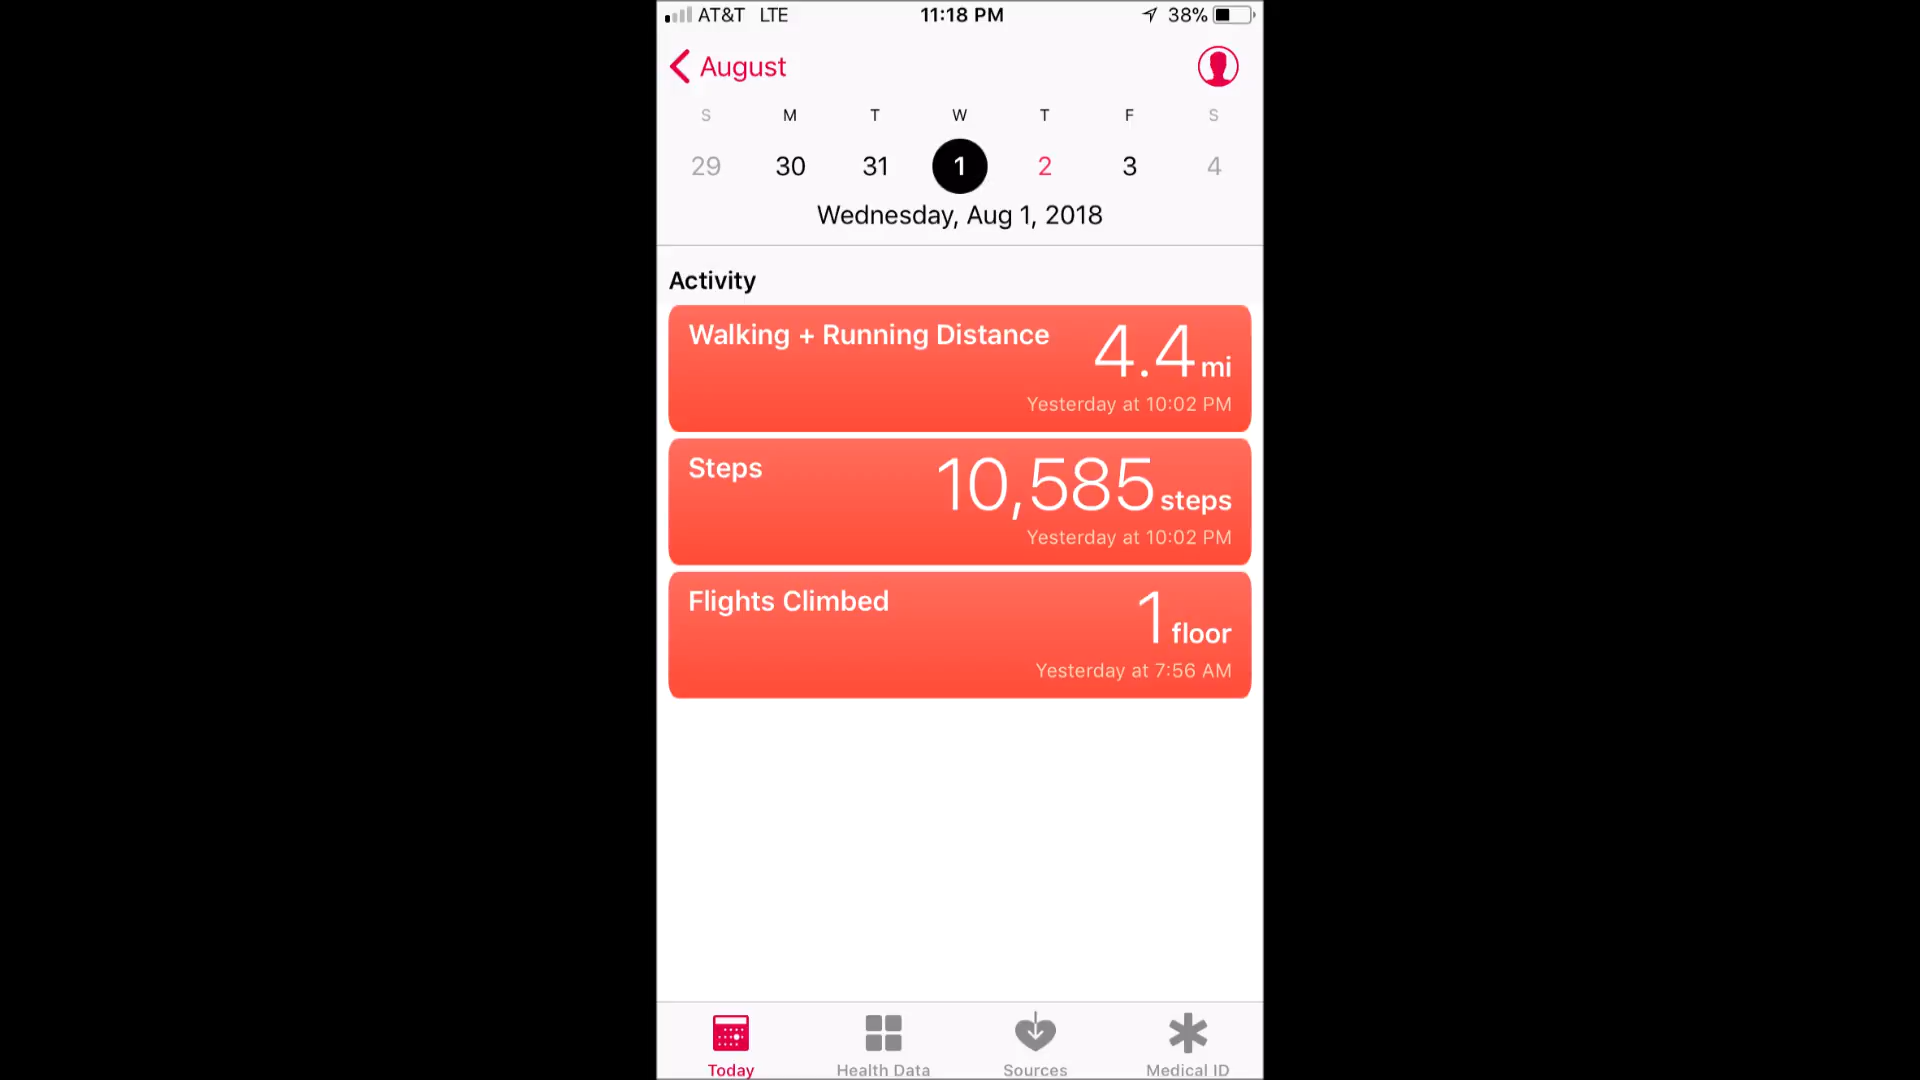 AT&T LTE 11:18 PM 38%
August
S M T W T F S
29 30 31 1 2 3 4
Wednesday, Aug 1, 2018
Activity
Walking + Running Distance 4.4 mi
Yesterday at 10:02 PM
Steps 10,585 steps
Yesterday at 10:02 PM
Flights Climbed 1 floor
Yesterday at 7:56 AM
Today Health Data Sources Medical ID